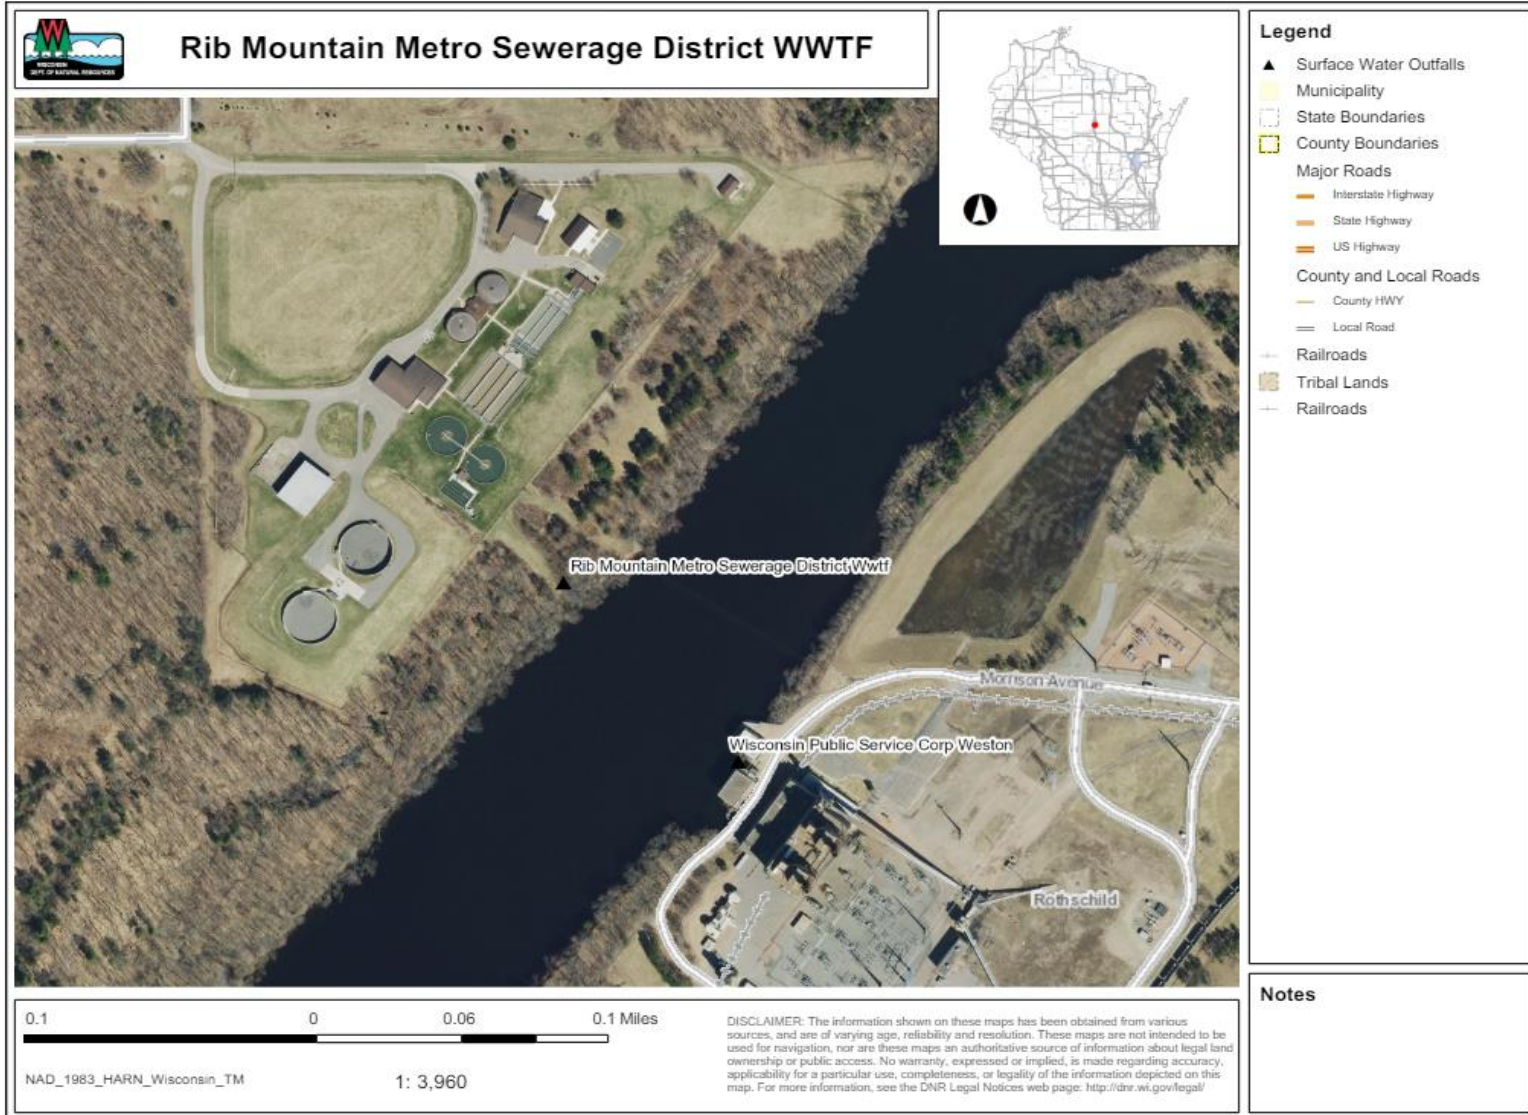 WISCONSIN
DEPT. OF NATURAL RESOURCES
Rib Mountain Metro Sewerage District WWTF
Rib Mountain Metro Sewerage District Wwtf
Morrison Avenue
Wisconsin Public Service Corp Weston
Rothschild
Legend
Surface Water Outfalls
Municipality
State Boundaries
County Boundaries
Major Roads
Interstate Highway
State Highway
US Highway
County and Local Roads
County HWY
Local Road
Railroads
Tribal Lands
Railroads
0.1 0 0.06 0.1 Miles
NAD_1983_HARN_Wisconsin_TM
1: 3,960
DISCLAIMER: The information shown on these maps has been obtained from various
sources, and are of varying age, reliability and resolution. These maps are not intended to be
used for navigation, nor are these maps an authoritative source of information about legal land
ownership or public access. No warranty, expressed or implied, is made regarding accuracy,
applicability for a particular use, completeness, or legality of the information depicted on this
map. For more information, see the DNR Legal Notices web page: http://dnr.wi.gov/legal/
Notes